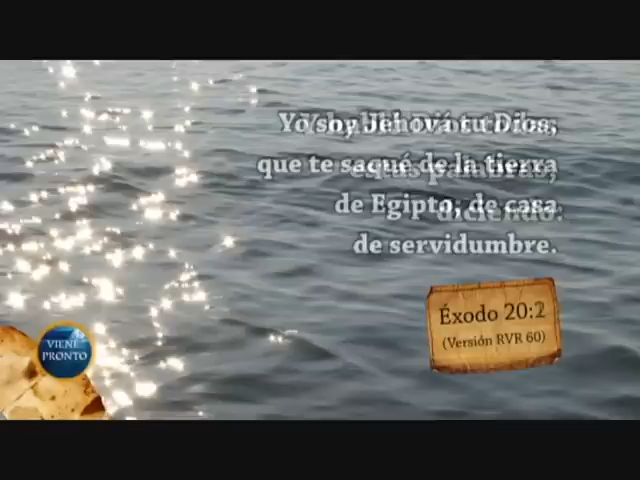 Yo soy Jehová tu Dios,
que te saqué de la tierra
de Egipto, de casa
de servidumbre.
Éxodo 20:2
(Versión RVR 60)
VIENE
PRONTO